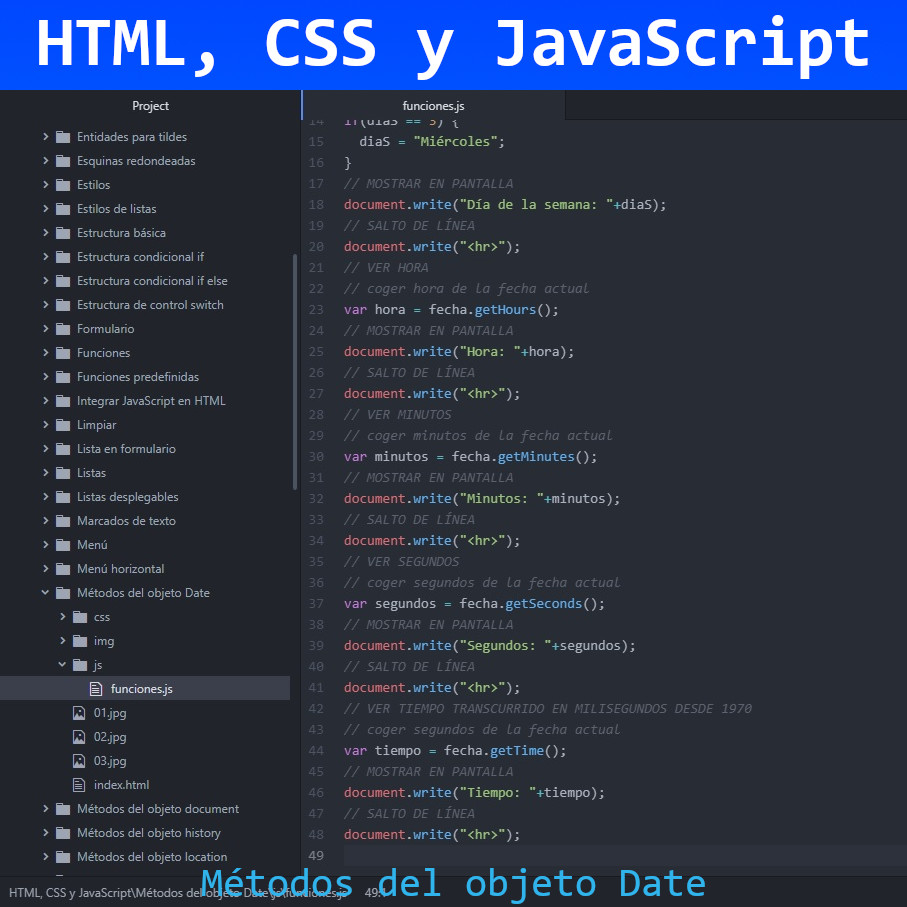 HTML, CSS y JavaScript
Project
Entidades para tildes
Esquinas redondeadas
Estilos
Estilos de listas
Estructura básica
Estructura condicional if
Estructura condicional if else
Estructura de control switch
Formulario
Funciones
Funciones predefinidas
Integrar JavaScript en HTML
Limpiar
Lista en formulario
Listas
Listas desplegables
Marcados de texto
Menú
Menú horizontal
Métodos del objeto Date
css
img
js
funciones.js
01.jpg
02.jpg
03.jpg
index.html
Métodos del objeto document
Métodos del objeto history
Métodos del objeto location
funciones.js
14 if(diaS == 3) {
15 diaS = "Miércoles";
16 }
17 // MOSTRAR EN PANTALLA
18 document.write("Día de la semana: "+diaS);
19 // SALTO DE LÍNEA
20 document.write("<hr>");
21 // VER HORA
22 // coger hora de la fecha actual
23 var hora = fecha.getHours();
24 // MOSTRAR EN PANTALLA
25 document.write("Hora: "+hora);
26 // SALTO DE LÍNEA
27 document.write("<hr>");
28 // VER MINUTOS
29 // coger minutos de la fecha actual
30 var minutos = fecha.getMinutes();
31 // MOSTRAR EN PANTALLA
32 document.write("Minutos: "+minutos);
33 // SALTO DE LÍNEA
34 document.write("<hr>");
35 // VER SEGUNDOS
36 // coger segundos de la fecha actual
37 var segundos = fecha.getSeconds();
38 // MOSTRAR EN PANTALLA
39 document.write("Segundos: "+segundos);
40 // SALTO DE LÍNEA
41 document.write("<hr>");
42 // VER TIEMPO TRANSCURRIDO EN MILISEGUNDOS DESDE 1970
43 // coger segundos de la fecha actual
44 var tiempo = fecha.getTime();
45 // MOSTRAR EN PANTALLA
46 document.write("Tiempo: "+tiempo);
47 // SALTO DE LÍNEA
48 document.write("<hr>");
49
HTML, CSS y JavaScript\Métodos del objeto Date\js\funciones.js 49:1
Métodos del objeto Date